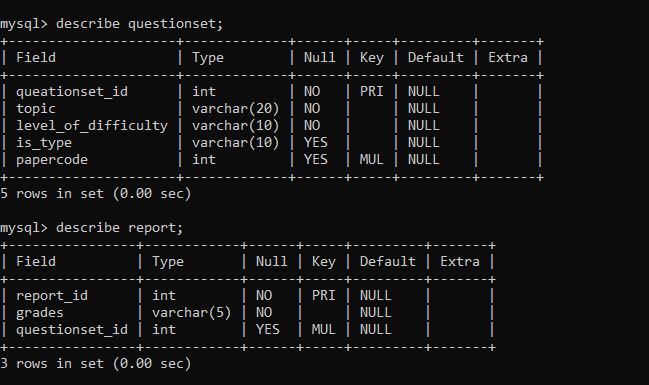 mysql> describe questionset;
+---------------------+-------------+------+-----+---------+-------+
| Field               | Type        | Null | Key | Default | Extra |
+---------------------+-------------+------+-----+---------+-------+
| queationset_id      | int         | NO   | PRI | NULL    |       |
| topic               | varchar(20) | NO   |     | NULL    |       |
| level_of_difficulty | varchar(10) | NO   |     | NULL    |       |
| is_type             | varchar(10) | YES  |     | NULL    |       |
| papercode           | int         | YES  | MUL | NULL    |       |
+---------------------+-------------+------+-----+---------+-------+
5 rows in set (0.00 sec)
mysql> describe report;
+----------------+------------+------+-----+---------+-------+
| Field          | Type       | Null | Key | Default | Extra |
+----------------+------------+------+-----+---------+-------+
| report_id      | int        | NO   | PRI | NULL    |       |
| grades         | varchar(5) | NO   |     | NULL    |       |
| questionset_id | int        | YES  | MUL | NULL    |       |
+----------------+------------+------+-----+---------+-------+
3 rows in set (0.00 sec)